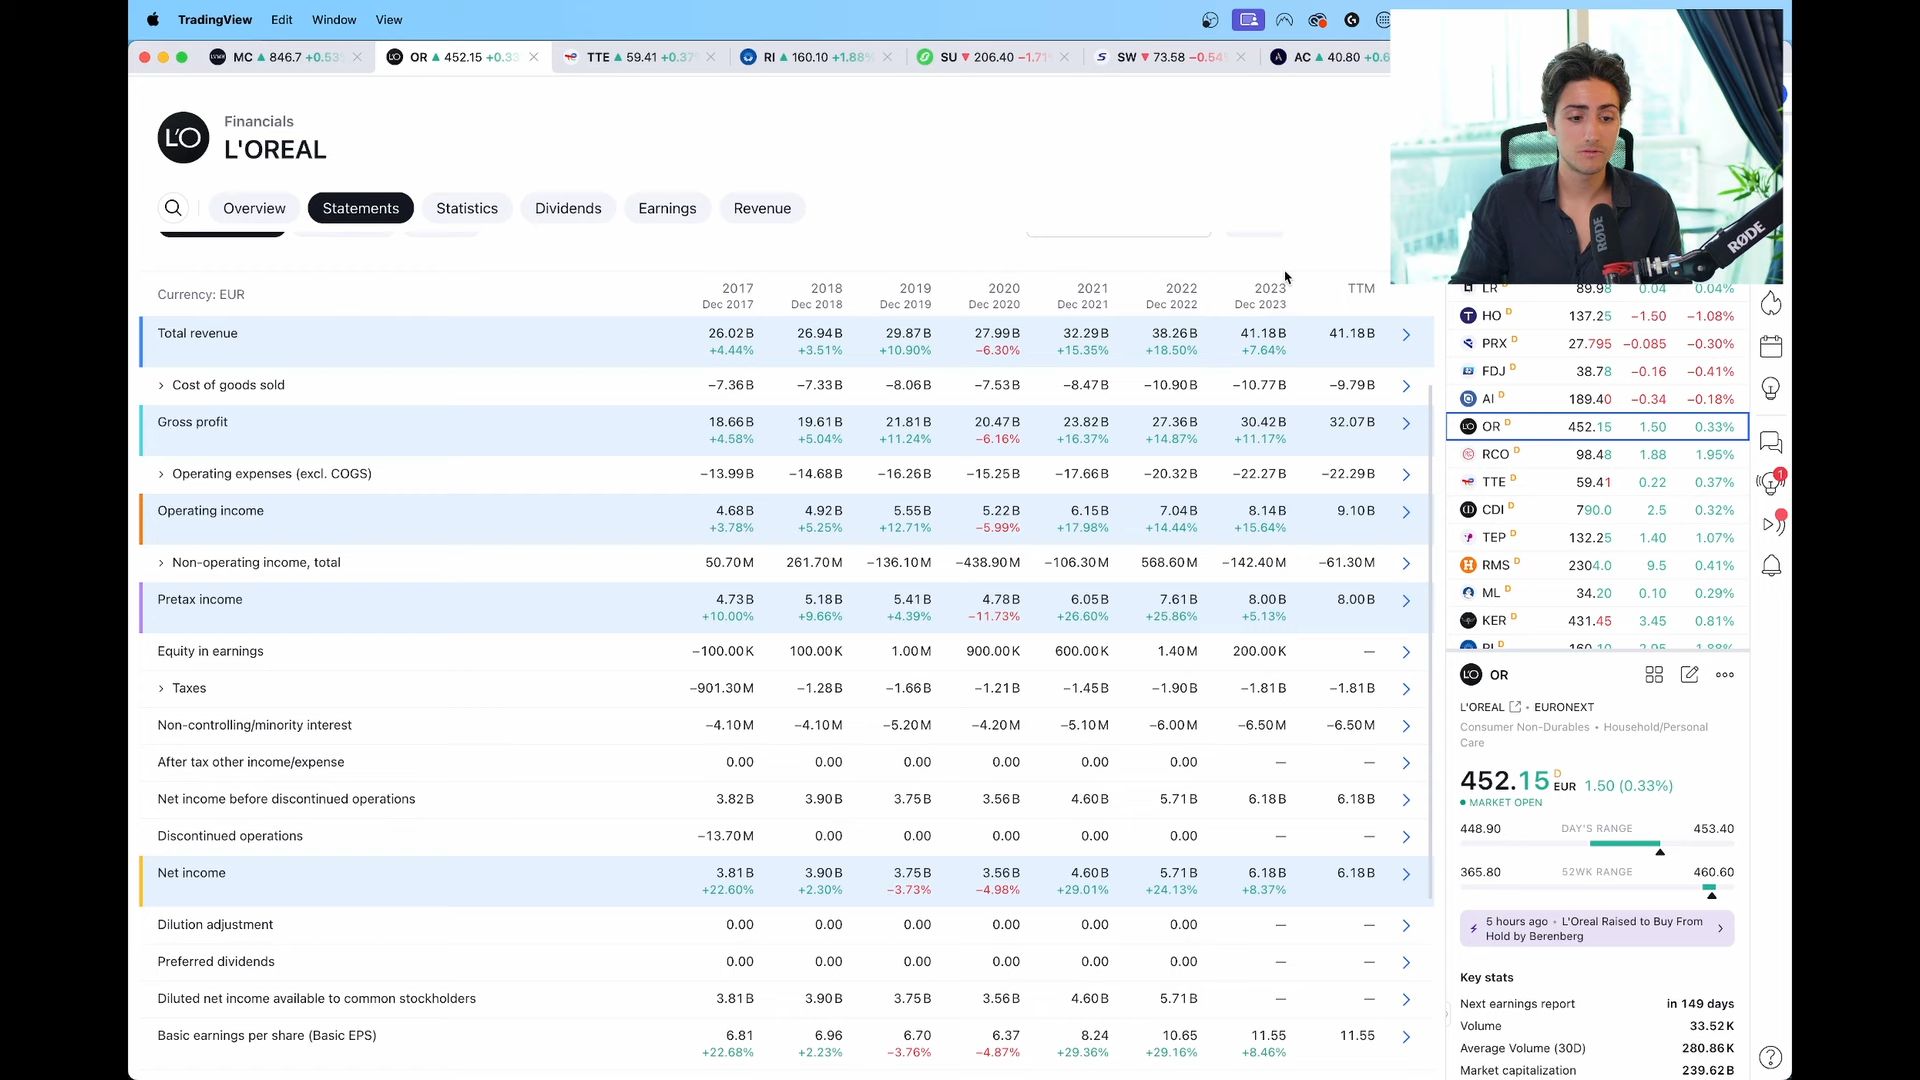 TradingView Edit Window View
MC 846.7 +0.53
OR 452.15 +0.33
TTE 59.41 +0.37
RI 160.10 +1.88
SU 206.40 −1.71
SW 73.58 −0.54
AC 40.80 +0.6
L'O
Financials
L'OREAL
Overview Statements Statistics Dividends Earnings Revenue
Currency: EUR
2017 2018 2019 2020 2021 2022 2023 TTM
Dec 2017 Dec 2018 Dec 2019 Dec 2020 Dec 2021 Dec 2022 Dec 2023
Total revenue 26.02B 26.94B 29.87B 27.99B 32.29B 38.26B 41.18B 41.18B
+4.44% +3.51% +10.90% −6.30% +15.35% +18.50% +7.64%
Cost of goods sold −7.36B −7.33B −8.06B −7.53B −8.47B −10.90B −10.77B −9.79B
Gross profit 18.66B 19.61B 21.81B 20.47B 23.82B 27.36B 30.42B 32.07B
+4.58% +5.04% +11.24% −6.16% +16.37% +14.87% +11.17%
Operating expenses (excl. COGS) −13.99B −14.68B −16.26B −15.25B −17.66B −20.32B −22.27B −22.29B
Operating income 4.68B 4.92B 5.55B 5.22B 6.15B 7.04B 8.14B 9.10B
+3.78% +5.25% +12.71% −5.99% +17.98% +14.44% +15.64%
Non-operating income, total 50.70M 261.70M −136.10M −438.90M −106.30M 568.60M −142.40M −61.30M
Pretax income 4.73B 5.18B 5.41B 4.78B 6.05B 7.61B 8.00B 8.00B
+10.00% +9.66% +4.39% −11.73% +26.60% +25.86% +5.13%
Equity in earnings −100.00K 100.00K 1.00M 900.00K 600.00K 1.40M 200.00K —
Taxes −901.30M −1.28B −1.66B −1.21B −1.45B −1.90B −1.81B −1.81B
Non-controlling/minority interest −4.10M −4.10M −5.20M −4.20M −5.10M −6.00M −6.50M −6.50M
After tax other income/expense 0.00 0.00 0.00 0.00 0.00 0.00 — —
Net income before discontinued operations 3.82B 3.90B 3.75B 3.56B 4.60B 5.71B 6.18B 6.18B
Discontinued operations −13.70M 0.00 0.00 0.00 0.00 0.00 — —
Net income 3.81B 3.90B 3.75B 3.56B 4.60B 5.71B 6.18B 6.18B
+22.60% +2.30% −3.73% −4.98% +29.01% +24.13% +8.37%
Dilution adjustment 0.00 0.00 0.00 0.00 0.00 0.00 — —
Preferred dividends 0.00 0.00 0.00 0.00 0.00 0.00 — —
Diluted net income available to common stockholders 3.81B 3.90B 3.75B 3.56B 4.60B 5.71B — —
Basic earnings per share (Basic EPS) 6.81 6.96 6.70 6.37 8.24 10.65 11.55 11.55
+22.68% +2.23% −3.76% −4.87% +29.36% +29.16% +8.46%
RØDE
RØDE
LR D 89.98 0.04 0.04%
HO D 137.25 −1.50 −1.08%
PRX D 27.795 −0.085 −0.30%
FDJ D 38.78 −0.16 −0.41%
AI D 189.40 −0.34 −0.18%
OR D 452.15 1.50 0.33%
RCO D 98.48 1.88 1.95%
TTE D 59.41 0.22 0.37%
CDI D 790.0 2.5 0.32%
TEP D 132.25 1.40 1.07%
RMS D 2304.0 9.5 0.41%
ML D 34.20 0.10 0.29%
KER D 431.45 3.45 0.81%
RI D 160.10 2.95 1.88%
1
OR
L'OREAL • EURONEXT
Consumer Non-Durables • Household/Personal
Care
452.15 D EUR 1.50 (0.33%)
MARKET OPEN
448.90 DAY'S RANGE 453.40
365.80 52WK RANGE 460.60
5 hours ago • L'Oreal Raised to Buy From
Hold by Berenberg
Key stats
Next earnings report in 149 days
Volume 33.52K
Average Volume (30D) 280.86K
Market capitalization 239.62B